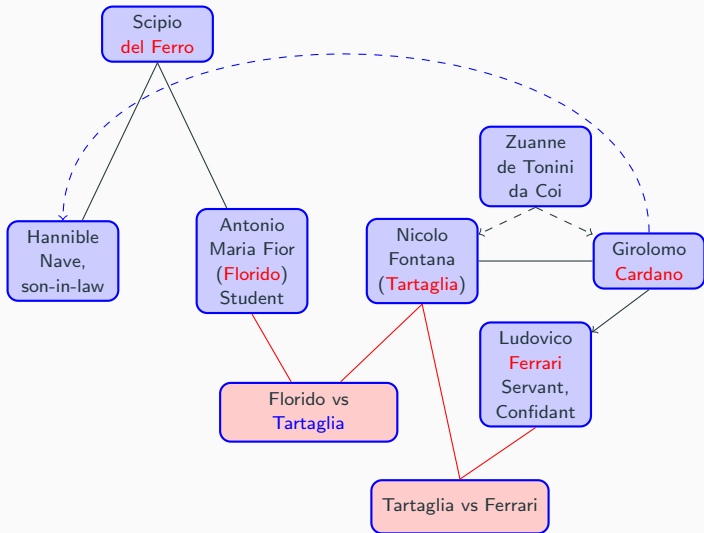 Scipio
del Ferro
Zuanne
de Tonini
da Coi
Hannible
Nave,
son-in-law
Antonio
Maria Fior
(Florido)
Student
Nicolo
Fontana
(Tartaglia)
Girolomo
Cardano
Ludovico
Ferrari
Servant,
Confidant
Florido vs
Tartaglia
Tartaglia vs Ferrari